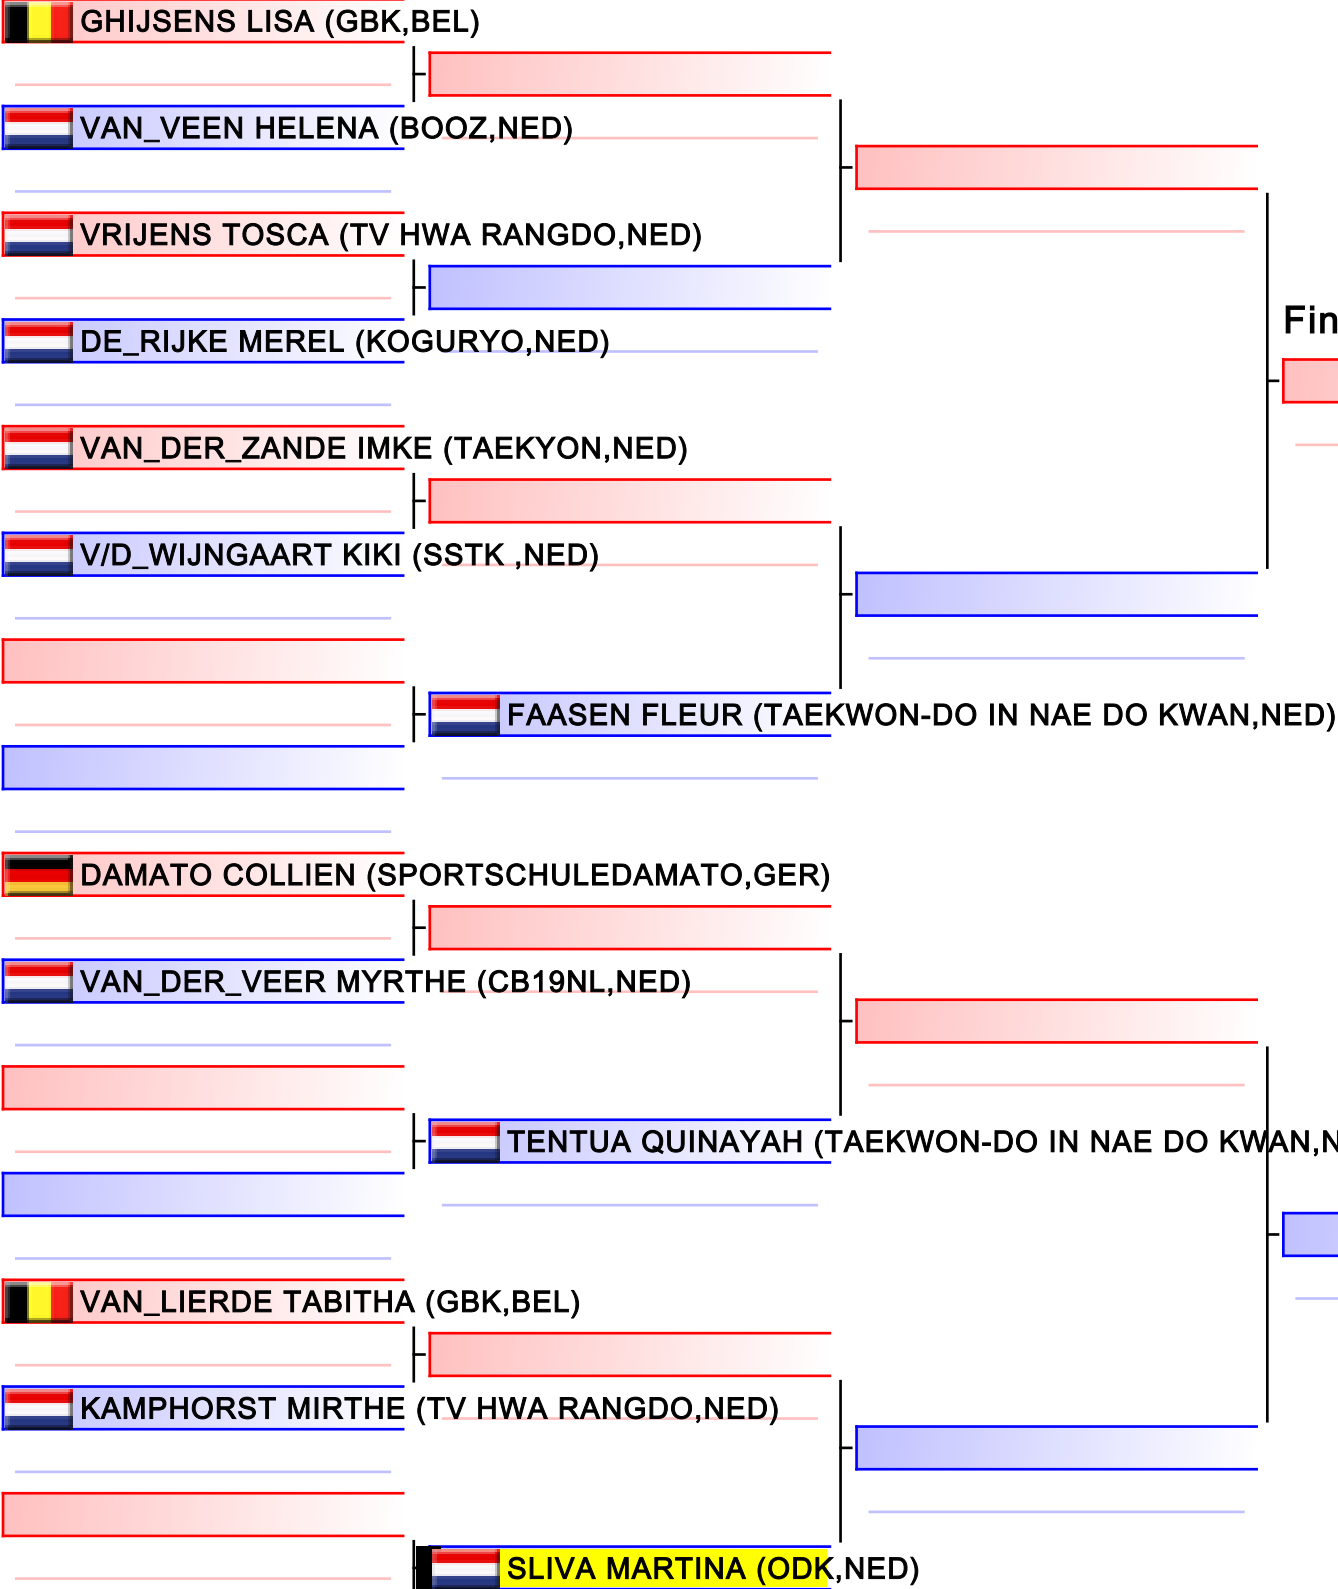 GHIJSENS LISA (GBK,BEL)
VAN_VEEN HELENA (BOOZ,NED)
VRIJENS TOSCA (TV HWA RANGDO,NED)
Fin
DE_RIJKE MEREL (KOGURYO,NED)
VAN_DER_ZANDE IMKE (TAEKYON,NED)
V/D_WIJNGAART KIKI (SSTK ,NED)
FAASEN FLEUR (TAEKWON-DO IN NAE DO KWAN,NED)
DAMATO COLLIEN (SPORTSCHULEDAMATO,GER)
VAN_DER_VEER MYRTHE (CB19NL,NED)
TENTUA QUINAYAH (TAEKWON-DO IN NAE DO KWAN,N
VAN_LIERDE TABITHA (GBK,BEL)
KAMPHORST MIRTHE (TV HWA RANGDO,NED)
SLIVA MARTINA (ODK,NED)